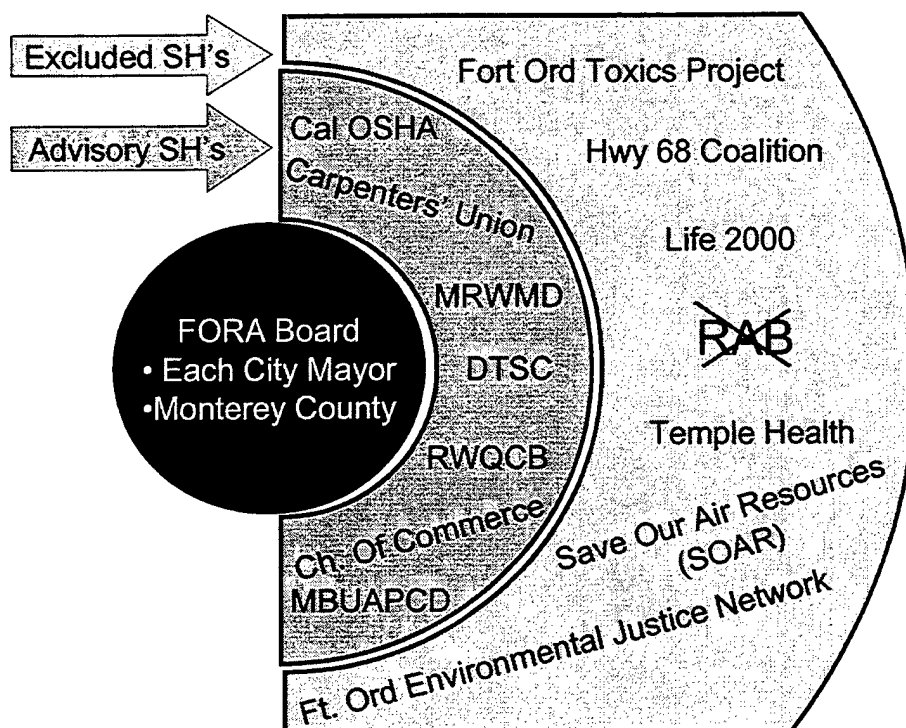 Excluded SH's
Advisory SH's
Fort Ord Toxics Project
Hwy 68 Coalition
Life 2000
RAB
Temple Health
Save Our Air Resources
(SOAR)
Ft. Ord Environmental Justice Network
Cal OSHA
Carpenters' Union
MRWMD
DTSC
RWQCB
Ch. Of Commerce
MBUAPCD
FORA Board
• Each City Mayor
•Monterey County